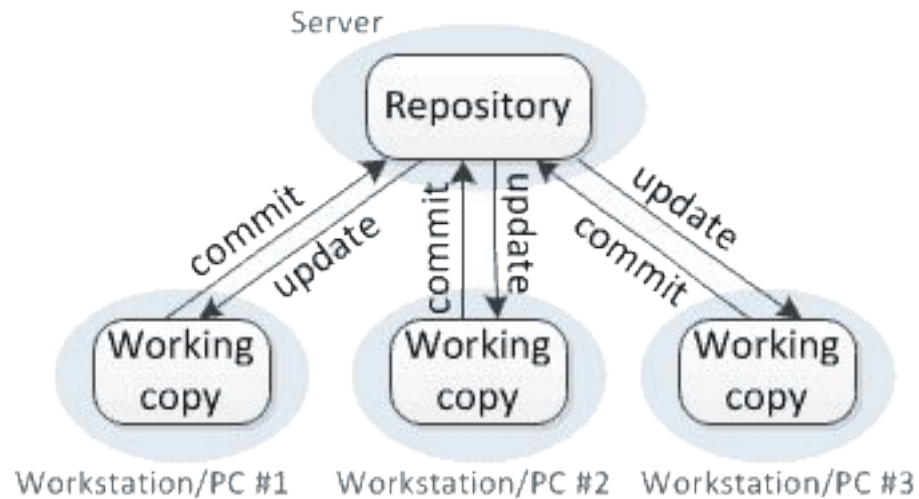 Server
Repository
commit
update
commit
update
update
commit
Working
copy
Working
copy
Working
copy
Workstation/PC #1
Workstation/PC #2
Workstation/PC #3